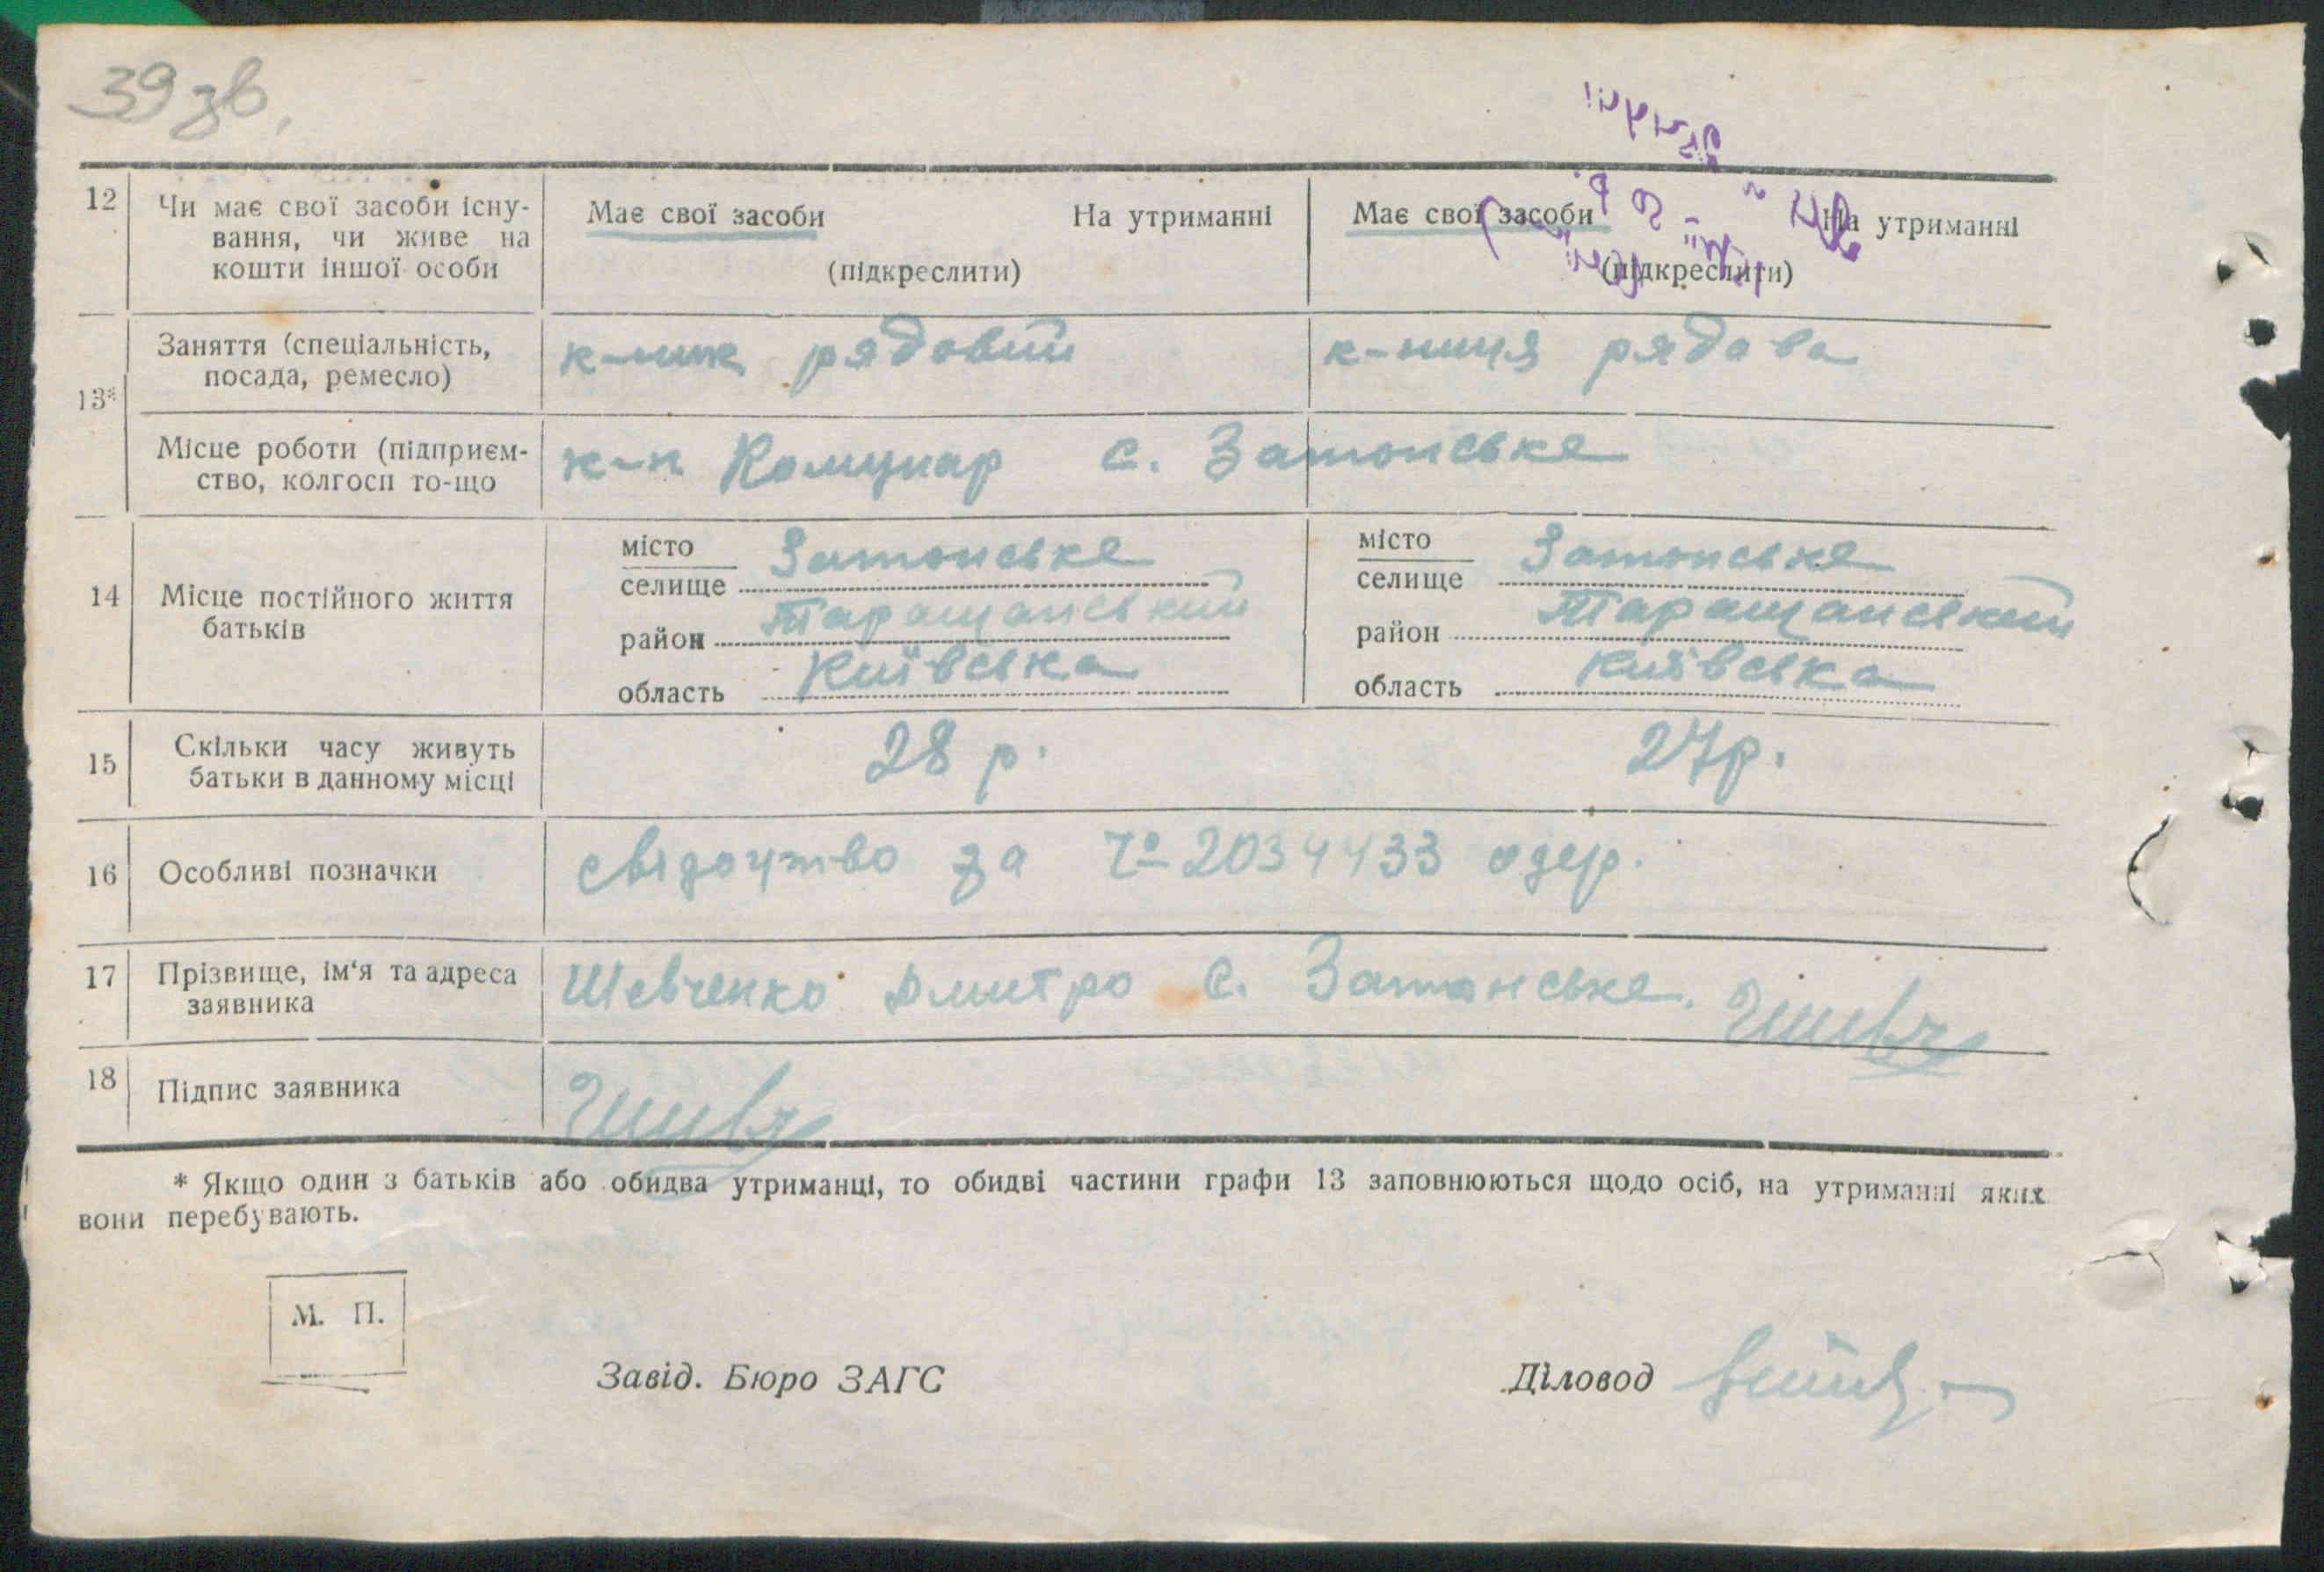 39 зв.
12 Чи має свої засоби існу- Має свої засоби На утриманні Має свої засоби На утриманні
вання, чи живе на
кошти іншої особи (підкреслити) (підкреслити)
13* Заняття (спеціальність, к-ник рядовий к-ниця рядова
посада, ремесло)
Місце роботи (підприєм- к-п Комунар с. Затонське
ство, колгосп то-що
14 Місце постійного життя батьків
місто селище Затонське місто селище Затонське
район Таращанський район Таращанський
область Київська область Київська
15 Скільки часу живуть 28 р. 27р.
батьки в данному місці
16 Особливі позначки свідоцтво за 2034433 одер.
17 Прізвище, ім'я та адреса Шевченко Дмитро с. Затонське.
заявника
18 Підпис заявника
* Якщо один з батьків або обидва утриманці, то обидві частини графи 13 заповнюються щодо осіб, на утриманні яких
вони перебувають.
М. П.
Завід. Бюро ЗАГС Діловод